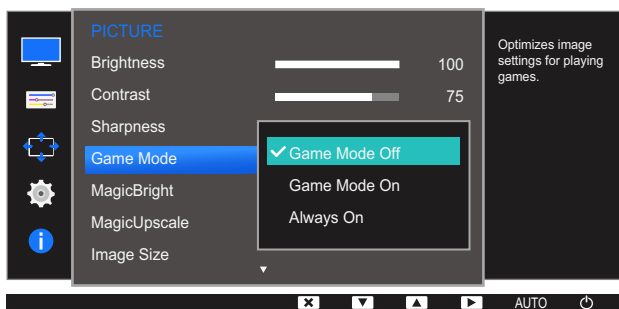 PICTURE
Brightness 100
Contrast 75
Sharpness
Game Mode
MagicBright
MagicUpscale
Image Size
Game Mode Off
Game Mode On
Always On
Optimizes image
settings for playing
games.
AUTO